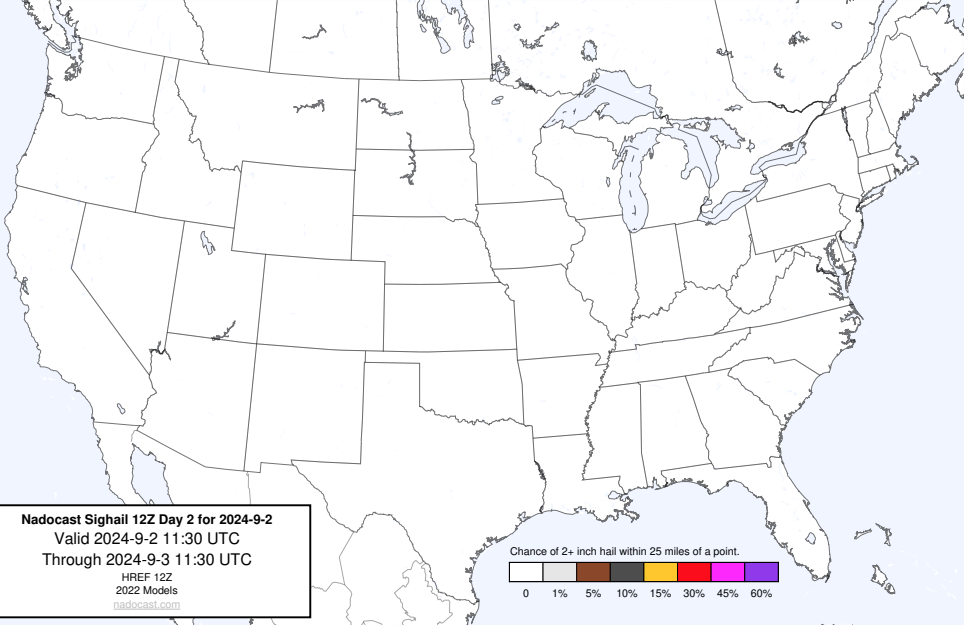 Nadocast Sighail 12Z Day 2 for 2024-9-2
Valid 2024-9-2 11:30 UTC
Through 2024-9-3 11:30 UTC
HREF 12Z
2022 Models
nadocast.com
Chance of 2+ inch hail within 25 miles of a point.
0 1% 5% 10% 15% 30% 45% 60%